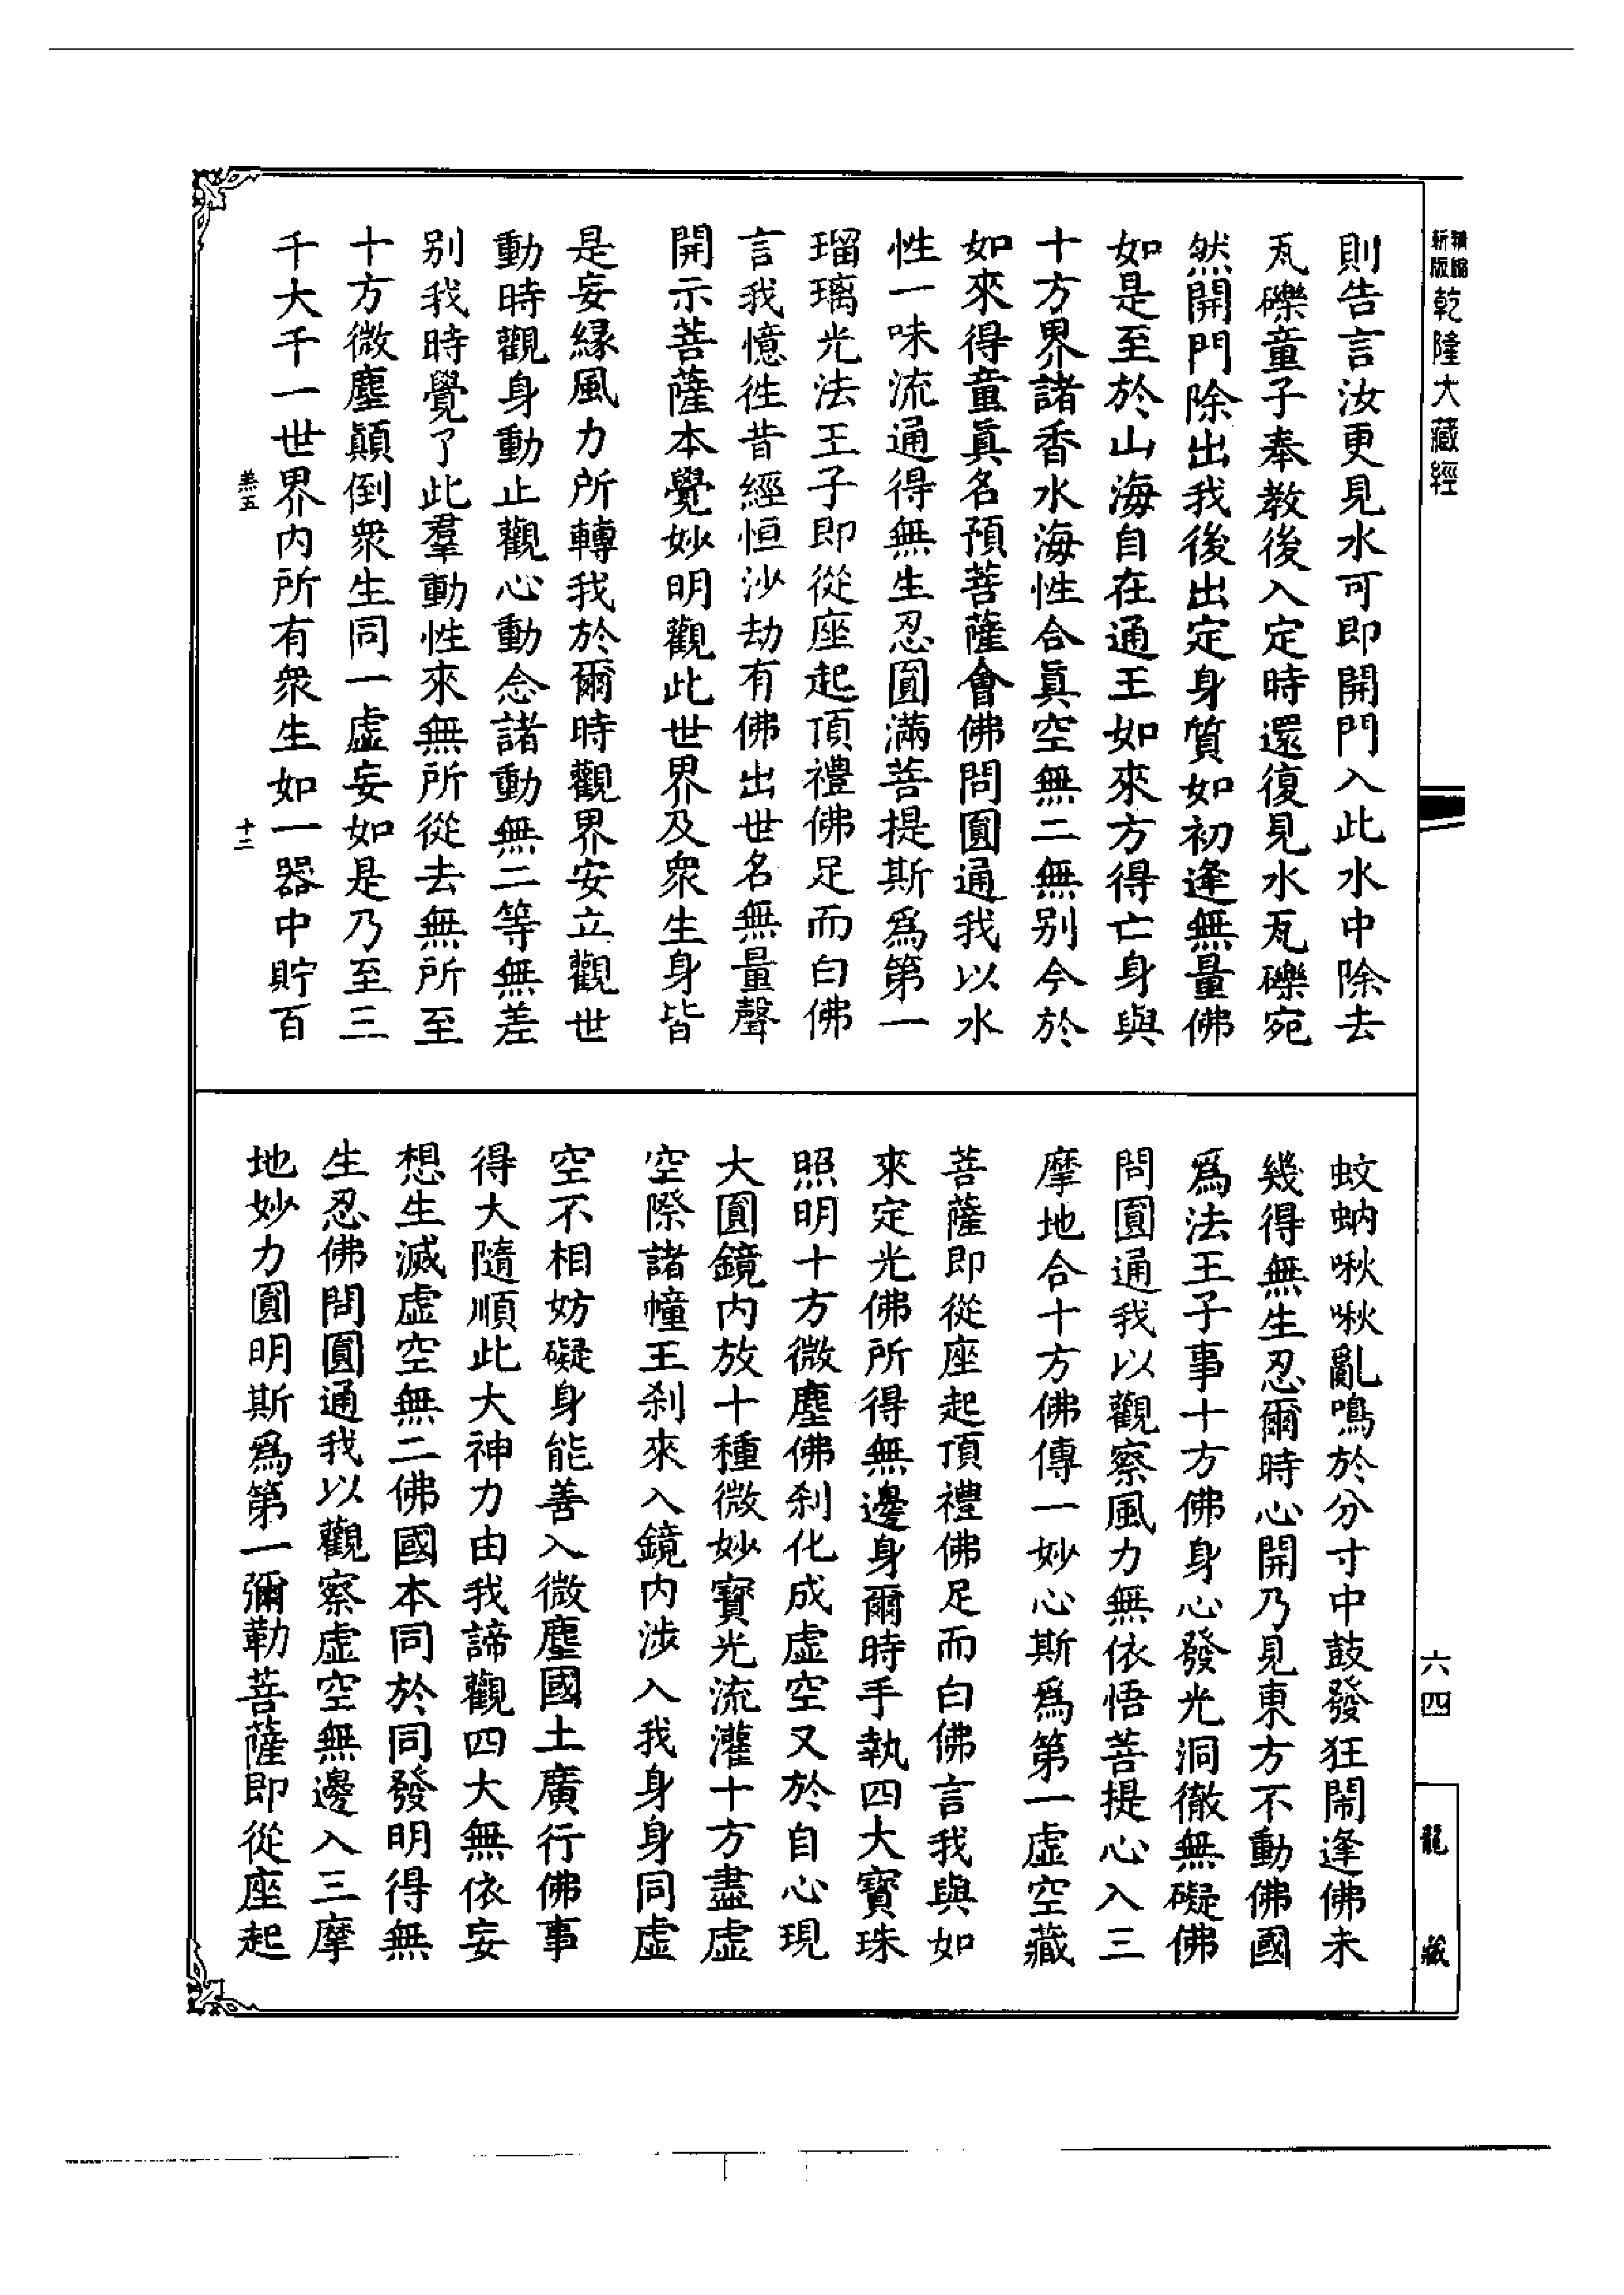 精編
新版
乾隆大藏經
則告言汝更見水可即開門入此水中除去
瓦礫童子奉教後入定時還復見水瓦礫宛
然開門除出我後出定身質如初逢無量佛
如是至於山海自在通王如來方得亡身與
十方界諸香水海性合眞空無二無别今於
如來得童眞名預菩薩會佛問圓通我以水
性一味流通得無生忍圓滿菩提斯爲第一
瑠璃光法王子即從座起頂禮佛足而白佛
言我憶徃昔經恒沙劫有佛出世名無量聲
開示菩薩本覺妙明觀此世界及衆生身皆
是妄緣風力所轉我於爾時觀界安立觀世
動時觀身動止觀心動念諸動無二等無差
别我時覺了此羣動性來無所從去無所至
十方微塵顚倒衆生同一虚妄如是乃至三
千大千一世界内所有衆生如一器中貯百
羔五
十二
蚊蚋啾啾亂鳴於分寸中鼓發狂鬧逢佛未
幾得無生忍爾時心開乃見東方不動佛國
爲法王子事十方佛身心發光洞徹無礙佛
問圓通我以觀察風力無依悟菩提心入三
摩地合十方佛傳一妙心斯爲第一虚空藏
菩薩即從座起頂禮佛足而白佛言我與如
來定光佛所得無邊身爾時手執四大寶珠
照明十方微塵佛刹化成虚空又於自心現
大圓鏡内放十種微妙寶光流灌十方盡虚
空際諸幢王刹來入鏡内涉入我身身同虚
空不相妨礙身能善入微塵國土廣行佛事
得大隨順此大神力由我諦觀四大無依妄
想生滅虚空無二佛國本同於同發明得無
生忍佛問圓通我以觀察虚空無邊入三摩
地妙力圓明斯爲第一彌勒菩薩即從座起
六四
龍藏